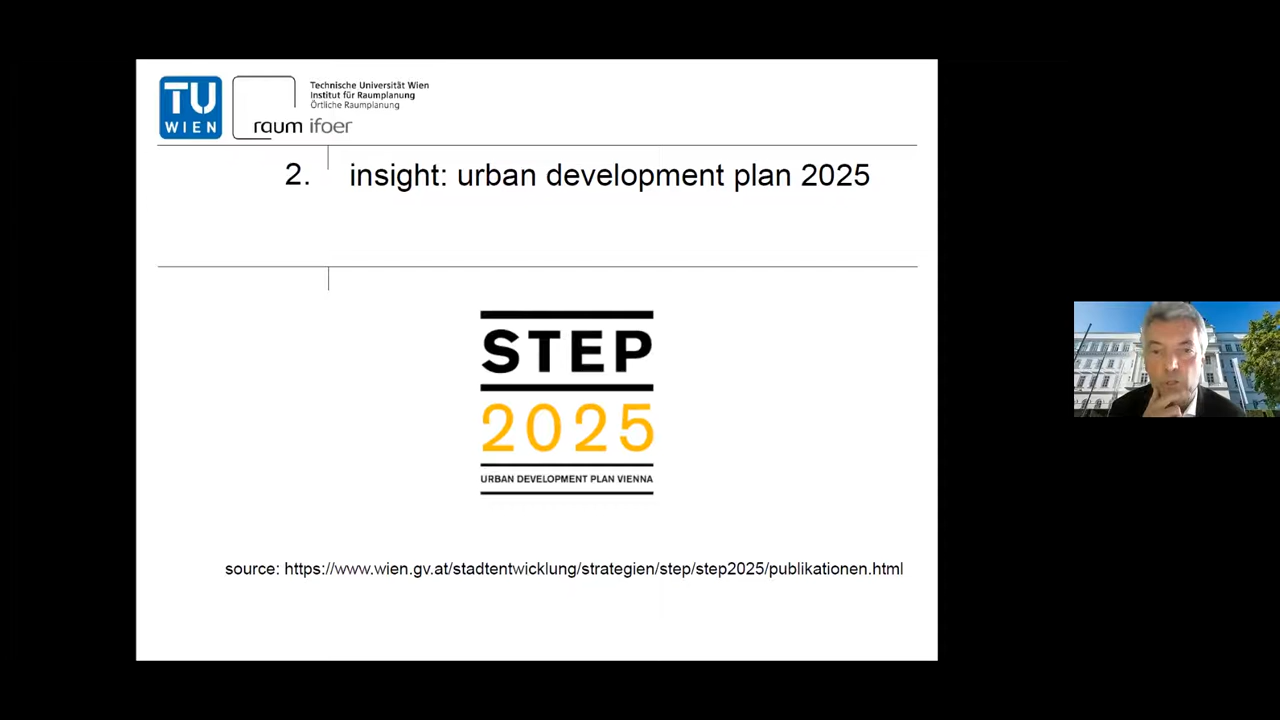 TU
WIEN
Technische Universität Wien
Institut für Raumplanung
Örtliche Raumplanung
raum ifoer
2. insight: urban development plan 2025
STEP
2025
URBAN DEVELOPMENT PLAN VIENNA
source: https://www.wien.gv.at/stadtentwicklung/strategien/step/step2025/publikationen.html